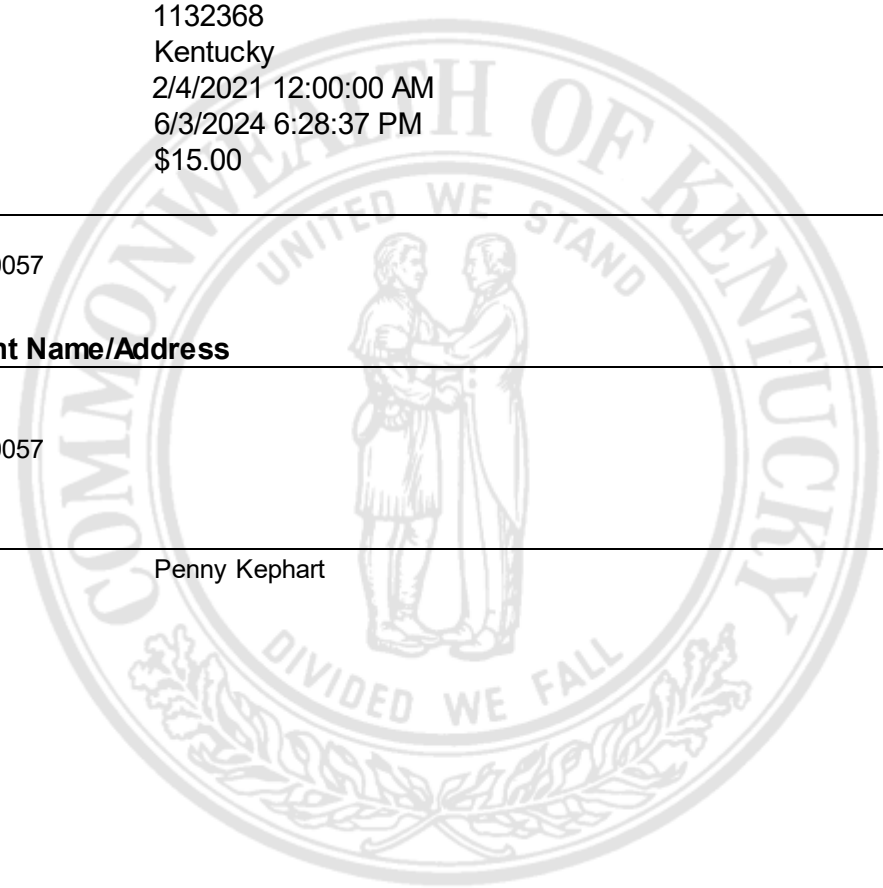 1132368
Kentucky
2/4/2021 12:00:00 AM
6/3/2024 6:28:37 PM
$15.00
0057
nt Name/Address
0057
Penny Kephart
COMMONWEALTH OF KENTUCKY
UNITED WE STAND
DIVIDED WE FALL